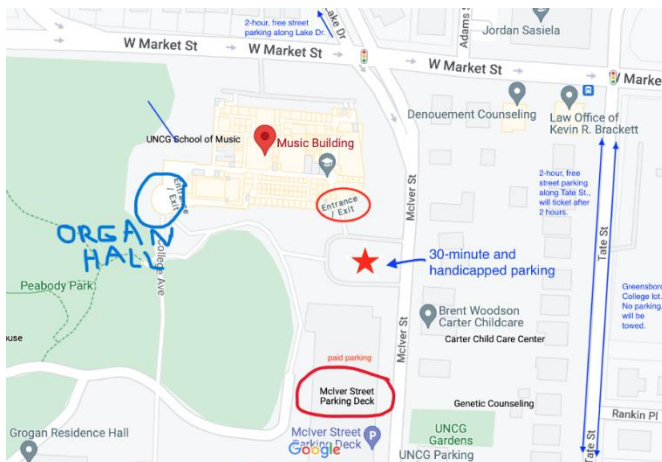 2-hour, free street
parking along Lake Dr.
Lake Dr
Adams S
Jordan Sasiela
W Market St
W Market St
W Marke
Denouement Counseling
Law Office of
Kevin R. Brackett
UNCG School of Music
Music Building
McIver St
2-hour, free
street parking
along Tate St.,
will ticket after
2 hours.
Tate St
Entrance
/ Exit
Entrance
/ Exit
ORGAN
HALL
College Ave
30-minute and
handicapped parking
Peabody Park
Greensboro
College lot.
No parking,
will be
towed.
ouse
Brent Woodson
Carter Childcare
Carter Child Care Center
McIver St
paid parking
McIver Street
Parking Deck
Genetic Counseling
Rankin Pl
Grogan Residence Hall
McIver Street
Parking Deck
Google
UNCG
Gardens
UNCG Parking
Tate St